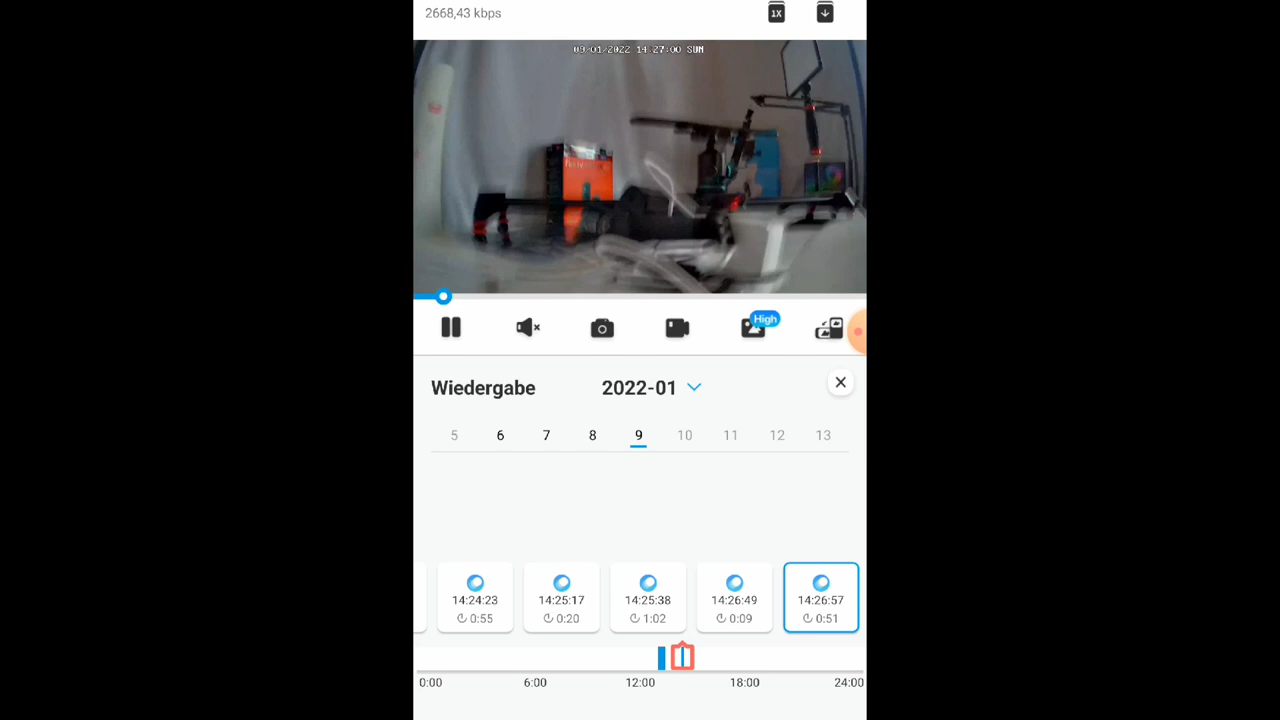 2668,43 kbps
1X
09/01/2022 14:27:00 SUN
High
Wiedergabe 2022-01
5 6 7 8 9 10 11 12 13
14:24:23 14:25:17 14:25:38 14:26:49 14:26:57
0:55 0:20 1:02 0:09 0:51
0:00 6:00 12:00 18:00 24:00